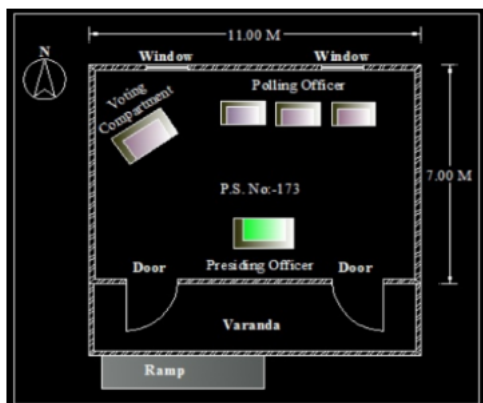 11.00 M
N
Window
Window
Polling Officer
Voting
Compartment
7.00 M
P.S. No:-173
Door
Presiding Officer
Door
Varanda
Ramp